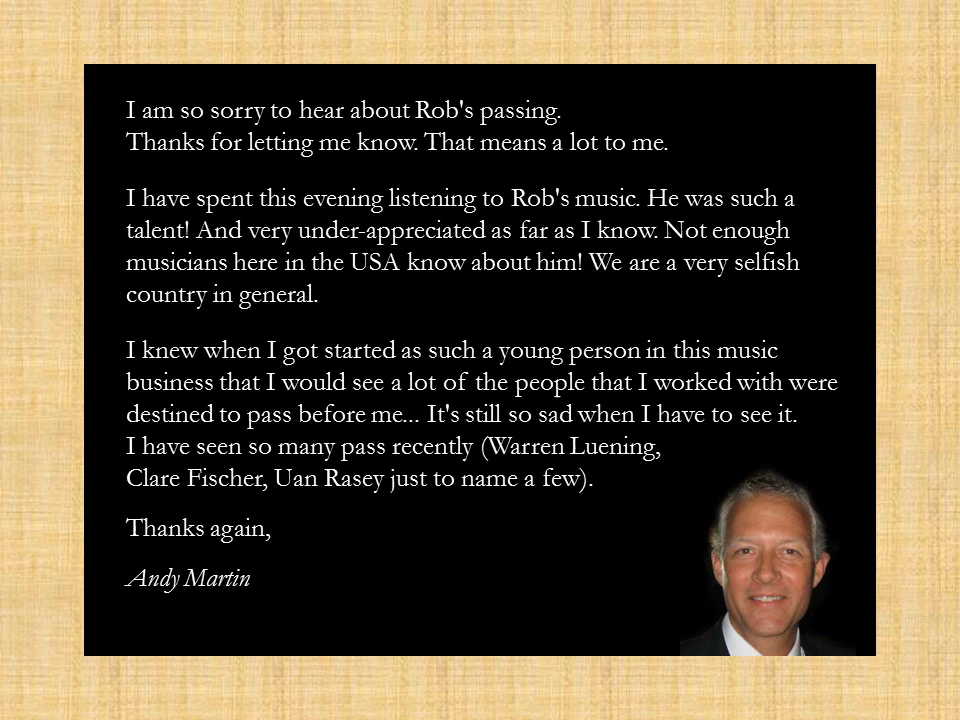 I am so sorry to hear about Rob's passing.
Thanks for letting me know. That means a lot to me.
I have spent this evening listening to Rob's music. He was such a
talent! And very under-appreciated as far as I know. Not enough
musicians here in the USA know about him! We are a very selfish
country in general.
I knew when I got started as such a young person in this music
business that I would see a lot of the people that I worked with were
destined to pass before me... It's still so sad when I have to see it.
I have seen so many pass recently (Warren Luening,
Clare Fischer, Uan Rasey just to name a few).
Thanks again,
Andy Martin